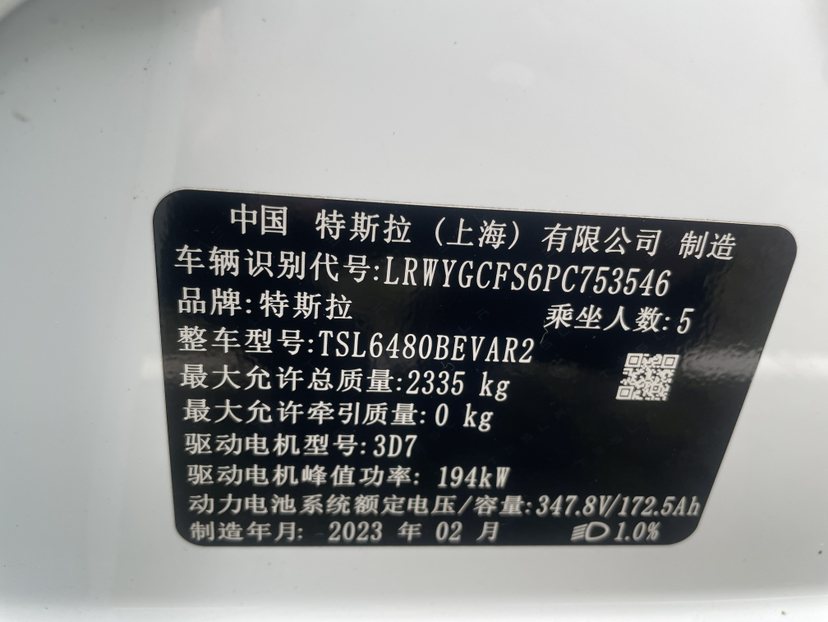 中国 特斯拉 (上海) 有限公司 制造
车辆识别代号:LRWYGCFS6PC753546
品牌:特斯拉 乘坐人数:5
整车型号:TSL6480BEVAR2
最大允许总质量:2335 kg
最大允许牵引质量:0 kg
驱动电机型号:3D7
驱动电机峰值功率: 194kW
动力电池系统额定电压/容量:347.8V/172.5Ah
制造年月: 2023 年 02 月 1.0%